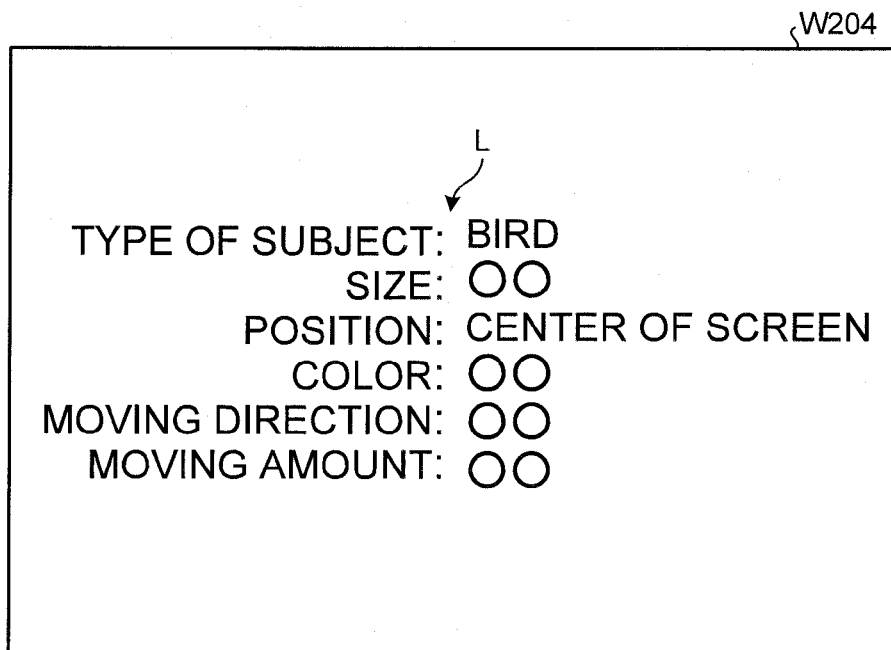 W204
L
TYPE OF SUBJECT: BIRD
SIZE: ○○
POSITION: CENTER OF SCREEN
COLOR: ○○
MOVING DIRECTION: ○○
MOVING AMOUNT: ○○